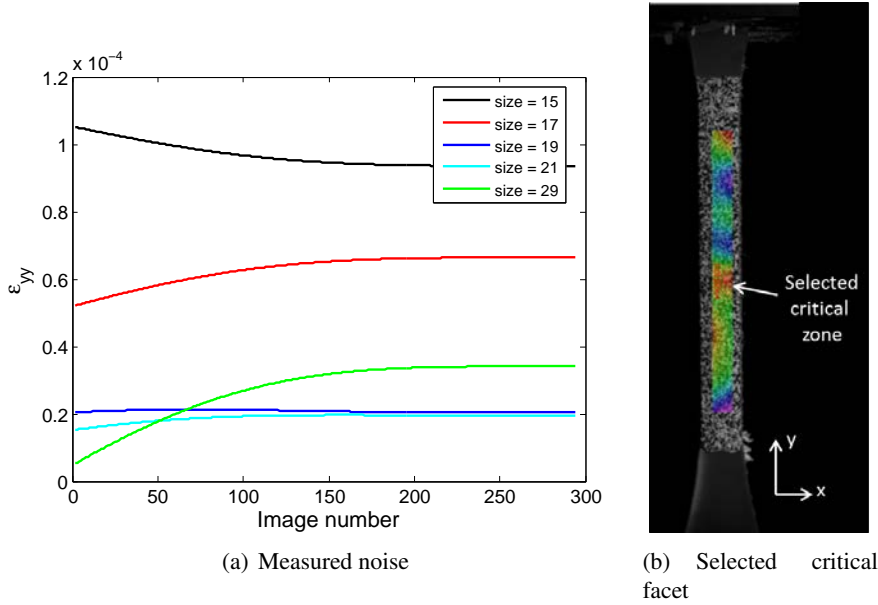 x 10⁻⁴
1.2
1
0.8
0.6
0.4
0.2
0
εyy
0 50 100 150 200 250 300
Image number
size = 15
size = 17
size = 19
size = 21
size = 29
(a) Measured noise
Selected
critical
zone
y
x
(b) Selected critical
facet